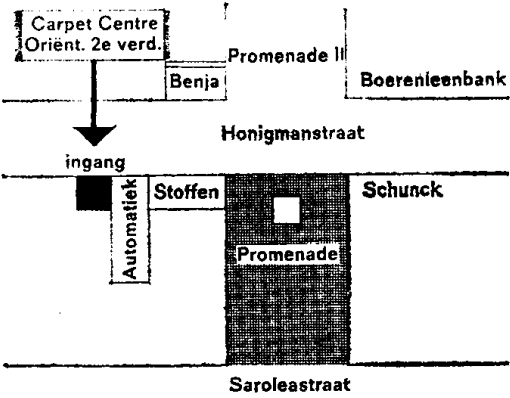 Carpet Centre
Oriënt. 2e verd.
Promenade II
Benja
Boerenleenbank
Honigmanstraat
ingang
Automatiek
Stoffen
Schunck
Promenade
Saroleastraat